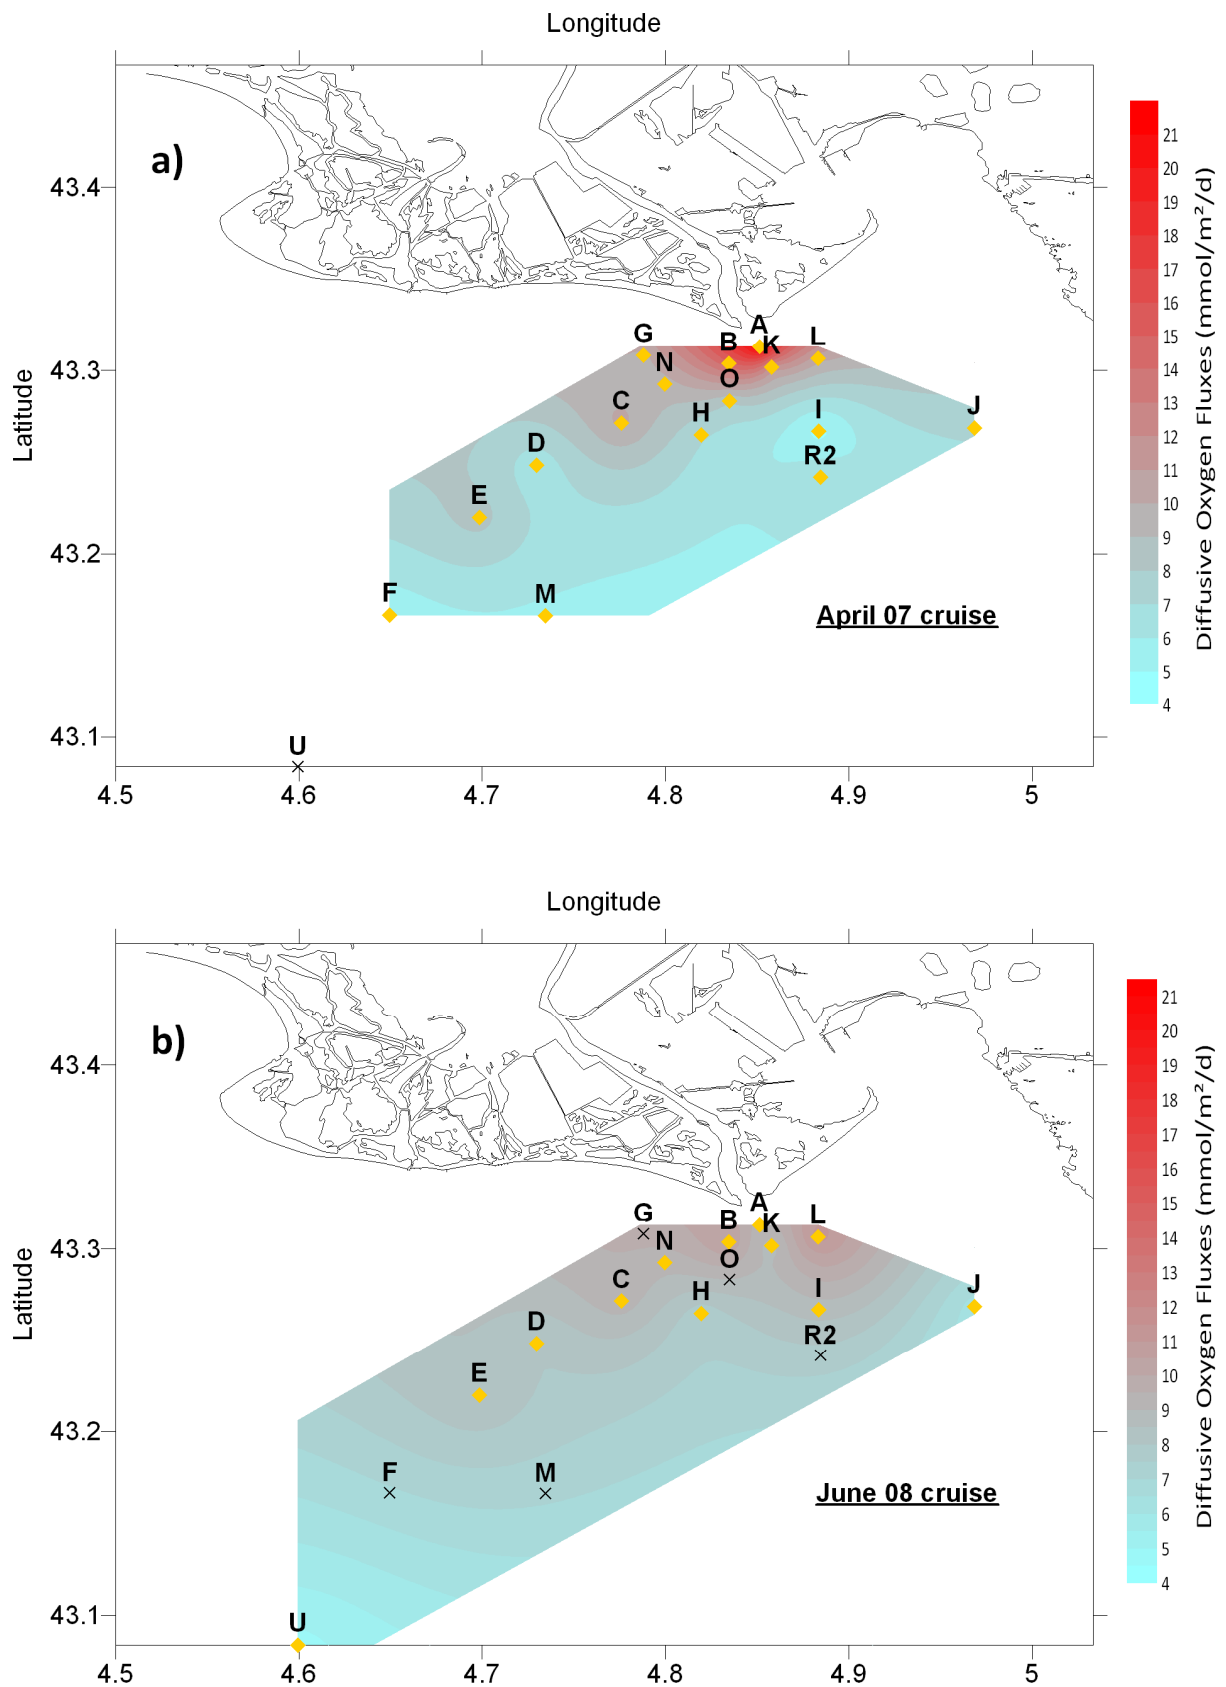 Longitude
a)
Latitude
43.4
43.3
43.2
43.1
4.5
4.6
4.7
4.8
4.9
5
A
G
B
K
L
N
O
C
H
I
J
D
R2
E
F
M
U
April 07 cruise
21
20
19
18
17
16
15
14
13
12
11
10
9
8
7
6
5
4
Diffusive Oxygen Fluxes (mmol/m²/d)
Longitude
b)
Latitude
43.4
43.3
43.2
43.1
4.5
4.6
4.7
4.8
4.9
5
A
G
B
K
L
N
O
C
H
I
J
D
R2
E
F
M
U
June 08 cruise
21
20
19
18
17
16
15
14
13
12
11
10
9
8
7
6
5
4
Diffusive Oxygen Fluxes (mmol/m²/d)